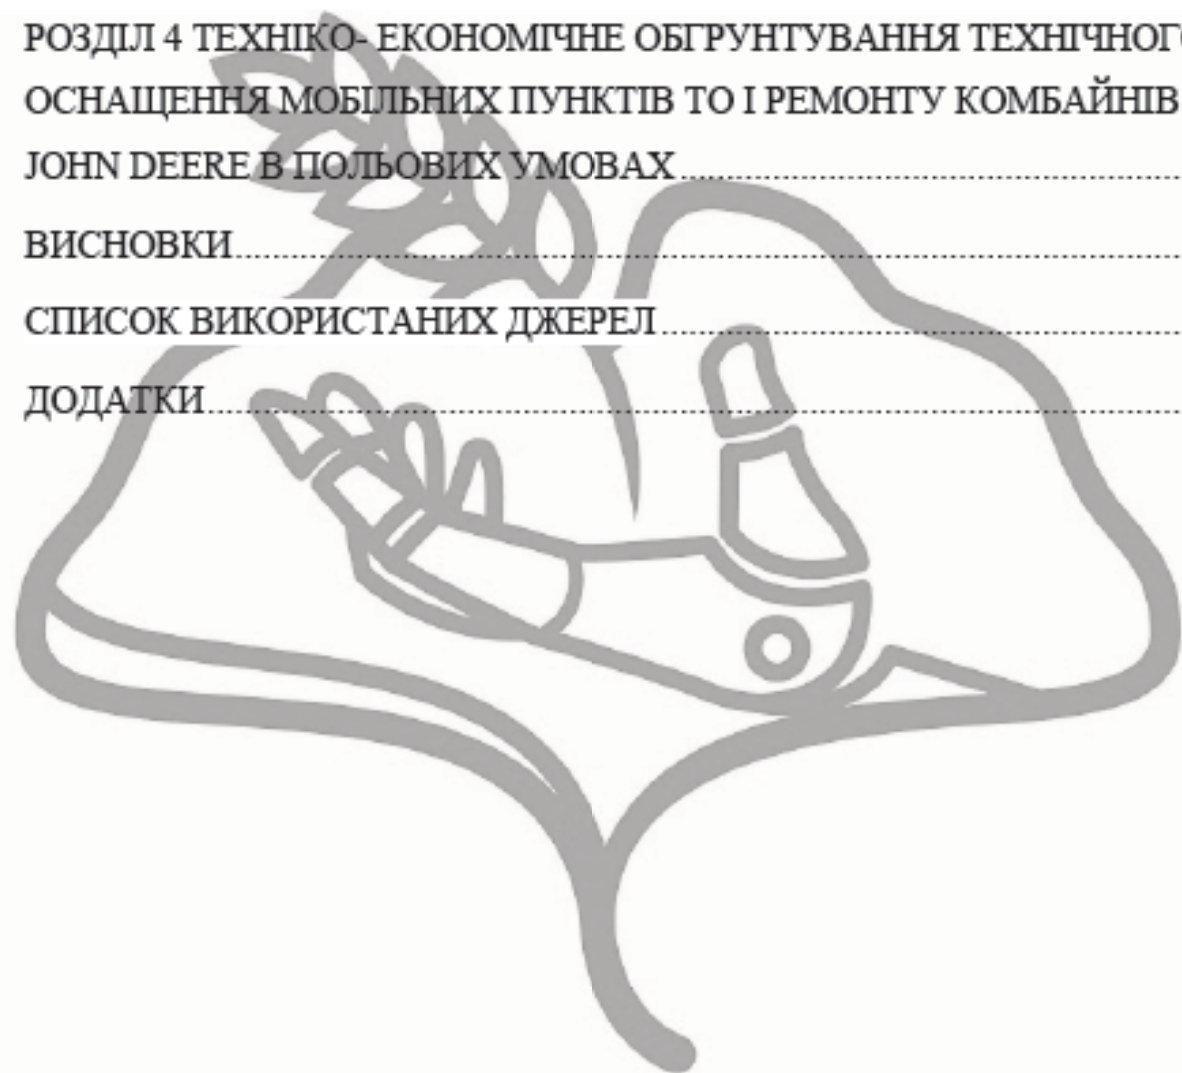 РОЗДІЛ 4 ТЕХНІКО- ЕКОНОМІЧНЕ ОБГРУНТУВАННЯ ТЕХНІЧНОГО
ОСНАЩЕННЯ МОБІЛЬНИХ ПУНКТІВ ТО І РЕМОНТУ КОМБАЙНІВ
JOHN DEERE В ПОЛЬОВИХ УМОВАХ
ВИСНОВКИ
СПИСОК ВИКОРИСТАНИХ ДЖЕРЕЛ
ДОДАТКИ